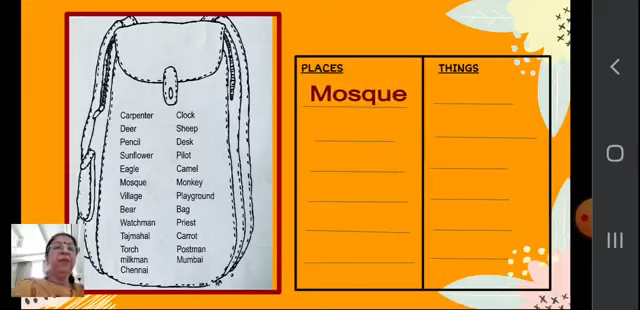 Carpenter Clock
Deer Sheep
Pencil Desk
Sunflower Pilot
Eagle Camel
Mosque Monkey
Village Playground
Bear Bag
Watchman Priest
Tajmahal Carrot
Torch Postman
milkman Mumbai
Chennai
PLACES THINGS
Mosque